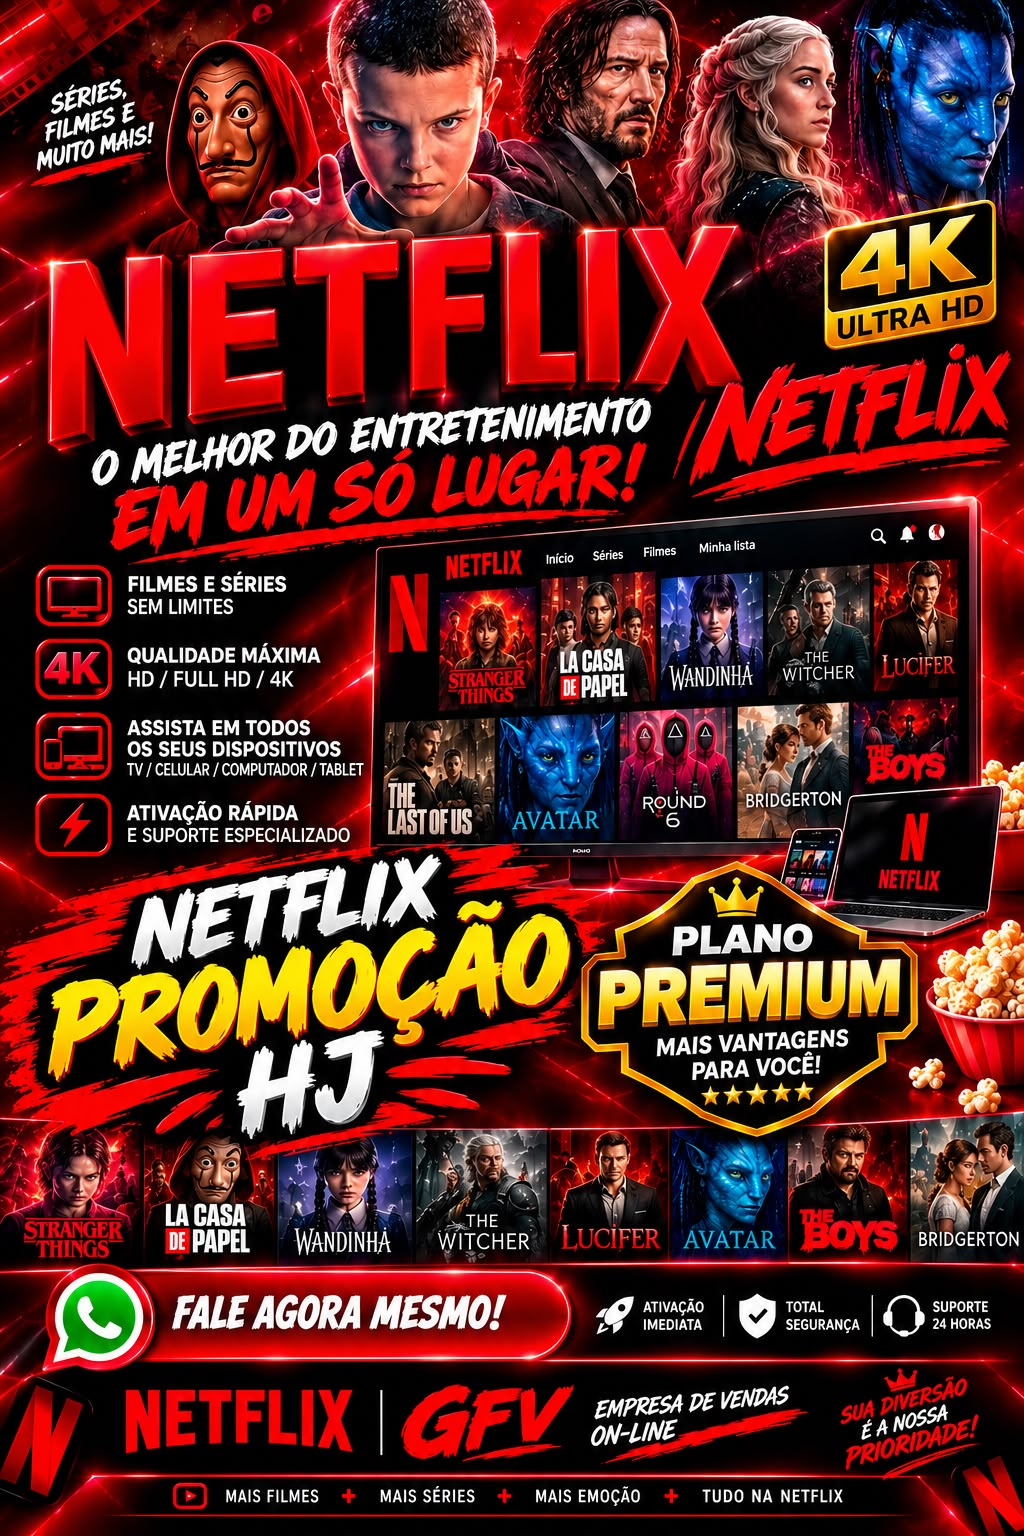 SÉRIES,
FILMES E
MUITO MAIS!
NETFLIX
4K
ULTRA HD
NETFLIX
O MELHOR DO ENTRETENIMENTO
EM UM SÓ LUGAR!
FILMES E SÉRIES
SEM LIMITES
4K
QUALIDADE MÁXIMA
HD / FULL HD / 4K
ASSISTA EM TODOS
OS SEUS DISPOSITIVOS
TV / CELULAR / COMPUTADOR / TABLET
ATIVAÇÃO RÁPIDA
E SUPORTE ESPECIALIZADO
N
NETFLIX Início Séries Filmes Minha lista
STRANGER
THINGS
LA CASA
DE PAPEL
WANDINHA
THE
WITCHER
LUCIFER
THE
LAST OF US
AVATAR
ROUND
6
BRIDGERTON
THE
BOYS
N
NETFLIX
NETFLIX
PROMOÇÃO
HJ
PLANO
PREMIUM
MAIS VANTAGENS
PARA VOCÊ!
STRANGER
THINGS
LA CASA
DE PAPEL
WANDINHA
THE
WITCHER
LUCIFER
AVATAR
THE
BOYS
BRIDGERTON
FALE AGORA MESMO!
ATIVAÇÃO
IMEDIATA
TOTAL
SEGURANÇA
SUPORTE
24 HORAS
N
NETFLIX
GFV
EMPRESA DE VENDAS
ON-LINE
SUA DIVERSÃO
É A NOSSA
PRIORIDADE!
N
MAIS FILMES + MAIS SÉRIES + MAIS EMOÇÃO + TUDO NA NETFLIX